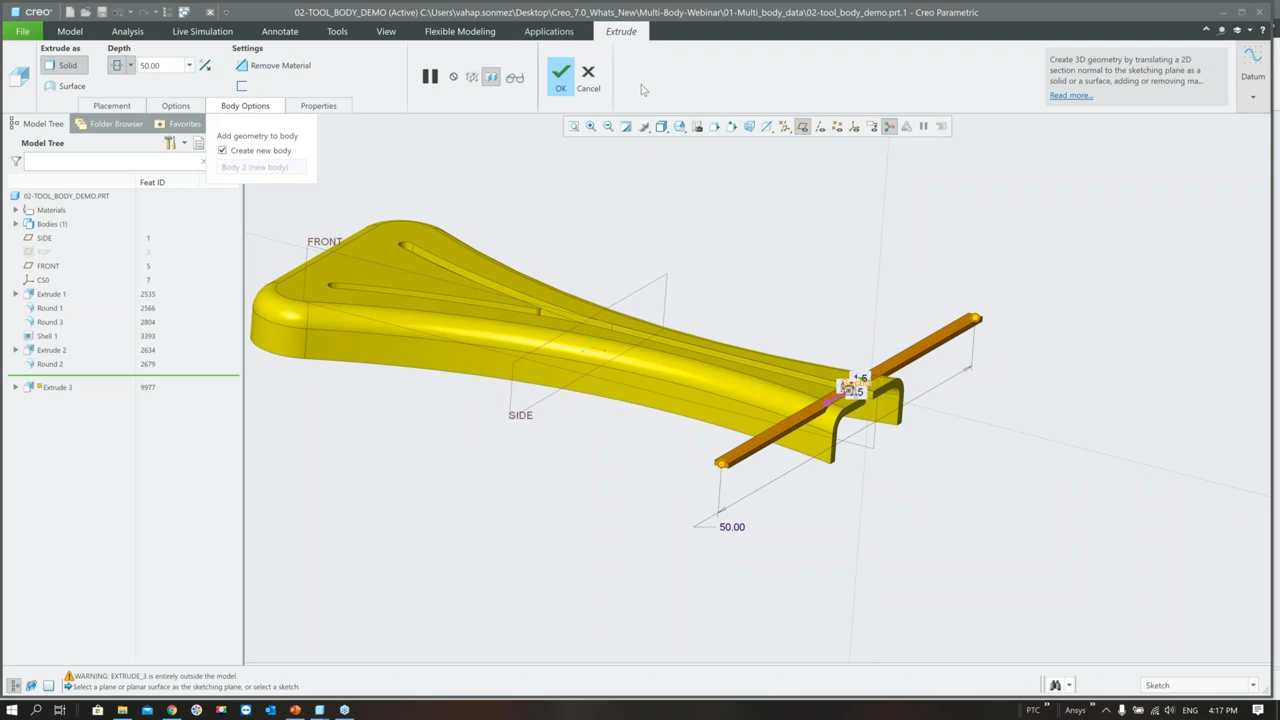 creo
02-TOOL_BODY_DEMO (Active) C:\Users\vahap.sonmez\Desktop\Creo_7.0_Whats_New\Multi-Body-Webinar\01-Multi_body_data\02-tool_body_demo.prt.1 - Creo Parametric
File Model Analysis Live Simulation Annotate Tools View Flexible Modeling Applications Extrude
Extrude as Depth Settings
Solid 50.00 Remove Material
Surface
OK Cancel
Create 3D geometry by translating a 2D
section normal to the sketching plane as a
solid or a surface, adding or removing ma...
Read more...
Datum
Placement Options Body Options Properties
Model Tree Folder Browser Favorites
Model Tree
Add geometry to body
Create new body
Body 2 (new body)
Feat ID
02-TOOL_BODY_DEMO.PRT
Materials
Bodies (1)
SIDE 1
TOP
FRONT 5
CS0 7
Extrude 1 2535
Round 1 2566
Round 3 2804
Shell 1 3393
Extrude 2 2634
Round 2 2679
Extrude 3 9977
FRONT
SIDE
1.5
50.00
WARNING: EXTRUDE_3 is entirely outside the model.
Select a plane or planar surface as the sketching plane, or select a sketch.
Sketch
PTC Ansys ENG 4:17 PM